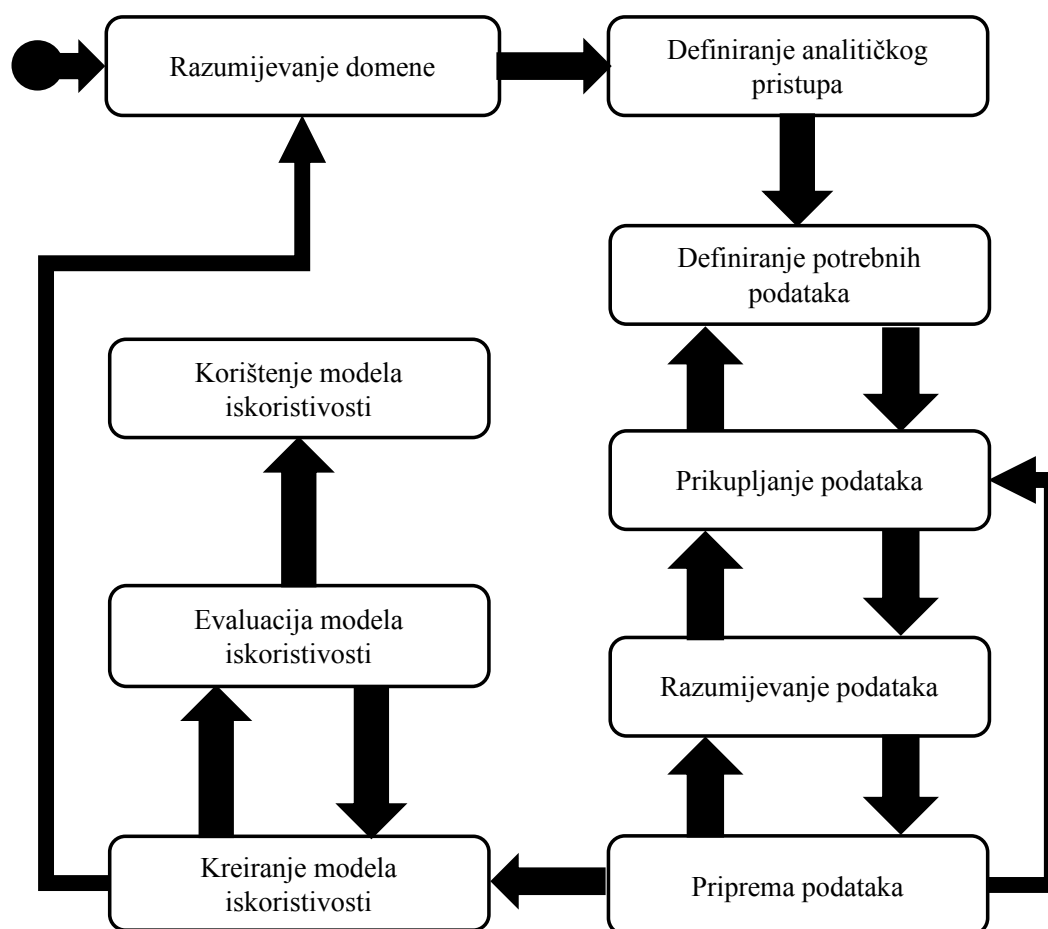 Razumijevanje domene
Definiranje analitičkog
pristupa
Definiranje potrebnih
podataka
Korištenje modela
iskoristivosti
Prikupljanje podataka
Evaluacija modela
iskoristivosti
Razumijevanje podataka
Kreiranje modela
iskoristivosti
Priprema podataka